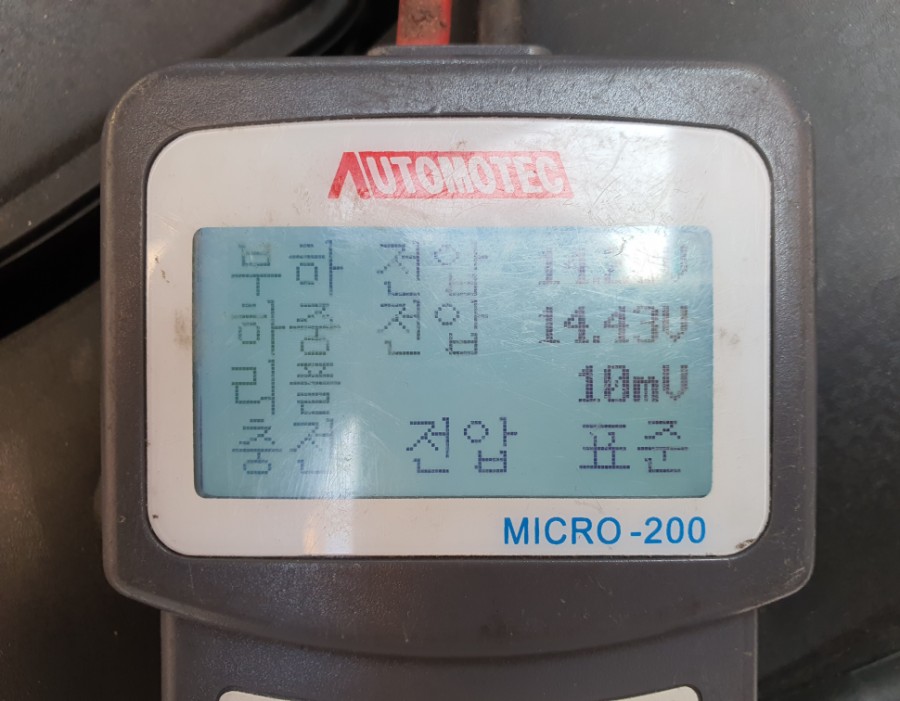 AUTOMOTEC
부하 전압
하중 전압 14.43V
리플 10mV
충전 전압 표준
MICRO-200